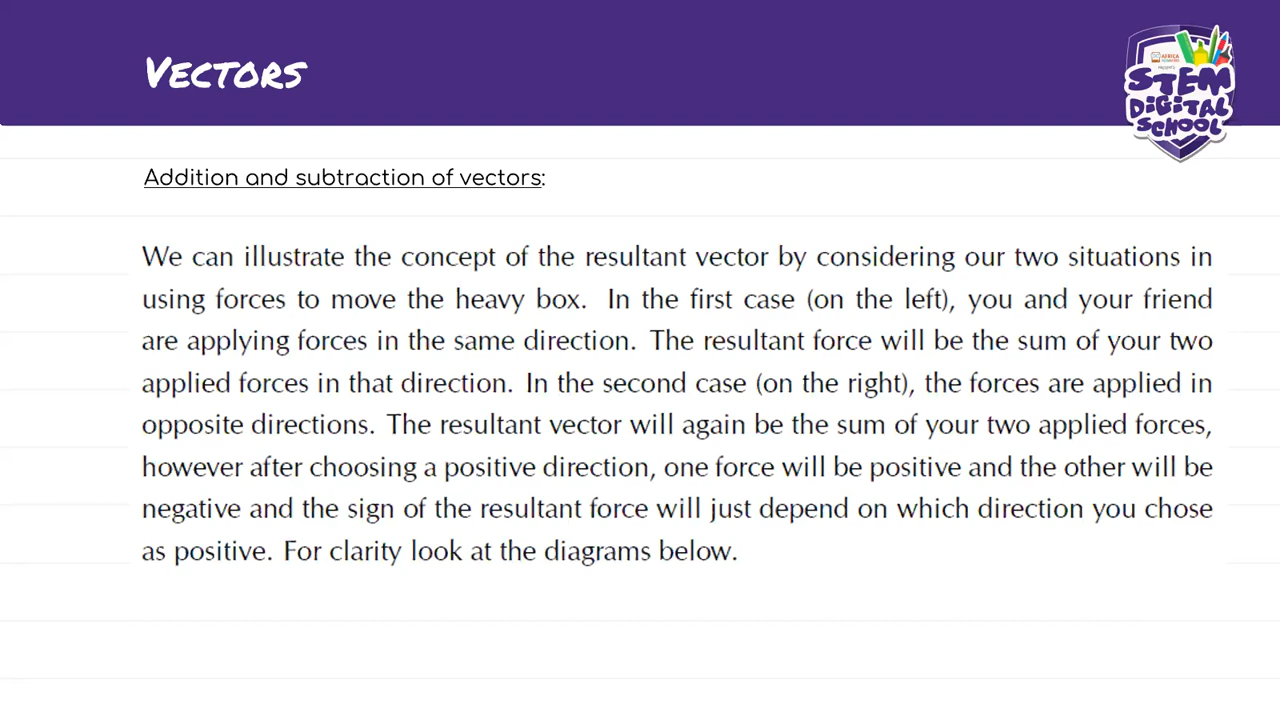 VECTORS
AFRICA
PRESENTS
STEM
DIGITAL
SCHOOL
Addition and subtraction of vectors:
We can illustrate the concept of the resultant vector by considering our two situations in
using forces to move the heavy box. In the first case (on the left), you and your friend
are applying forces in the same direction. The resultant force will be the sum of your two
applied forces in that direction. In the second case (on the right), the forces are applied in
opposite directions. The resultant vector will again be the sum of your two applied forces,
however after choosing a positive direction, one force will be positive and the other will be
negative and the sign of the resultant force will just depend on which direction you chose
as positive. For clarity look at the diagrams below.